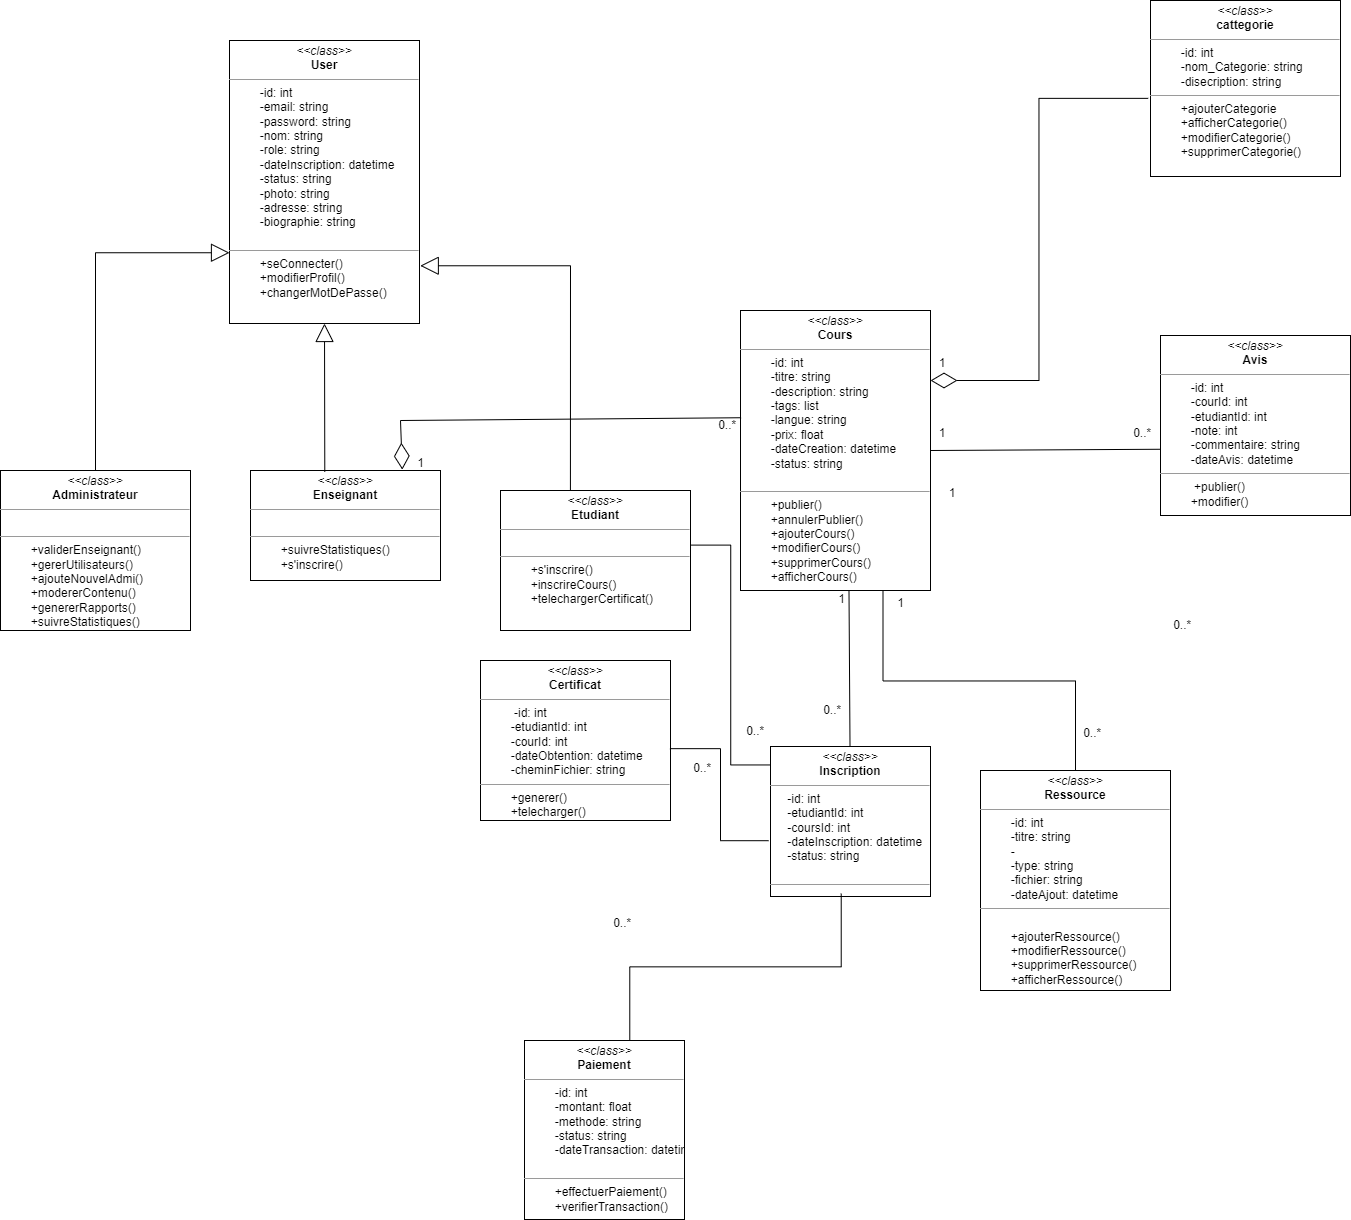 <<class>>
User
-id: int
-email: string
-password: string
-nom: string
-role: string
-dateInscription: datetime
-status: string
-photo: string
-adresse: string
-biographie: string
+seConnecter()
+modifierProfil()
+changerMotDePasse()
<<class>>
cattegorie
-id: int
-nom_Categorie: string
-disecription: string
+ajouterCategorie
+afficherCategorie()
+modifierCategorie()
+supprimerCategorie()
<<class>>
Cours
-id: int
-titre: string
-description: string
-tags: list
-langue: string
-prix: float
-dateCreation: datetime
-status: string
+publier()
+annulerPublier()
+ajouterCours()
+modifierCours()
+supprimerCours()
+afficherCours()
1
1
0..*
1
0..*
1
<<class>>
Avis
-id: int
-courId: int
-etudiantId: int
-note: int
-commentaire: string
-dateAvis: datetime
+publier()
+modifier()
<<class>>
Administrateur
+validerEnseignant()
+gererUtilisateurs()
+ajouteNouvelAdmi()
+modererContenu()
+genererRapports()
+suivreStatistiques()
<<class>>
Enseignant
+suivreStatistiques()
+s'inscrire()
1
<<class>>
Etudiant
+s'inscrire()
+inscrireCours()
+telechargerCertificat()
1
1
0..*
<<class>>
Certificat
-id: int
-etudiantId: int
-courId: int
-dateObtention: datetime
-cheminFichier: string
+generer()
+telecharger()
0..*
0..*
0..*
0..*
<<class>>
Inscription
-id: int
-etudiantId: int
-coursId: int
-dateInscription: datetime
-status: string
<<class>>
Ressource
-id: int
-titre: string
-
-type: string
-fichier: string
-dateAjout: datetime
+ajouterRessource()
+modifierRessource()
+supprimerRessource()
+afficherRessource()
0..*
<<class>>
Paiement
-id: int
-montant: float
-methode: string
-status: string
-dateTransaction: datetin
+effectuerPaiement()
+verifierTransaction()